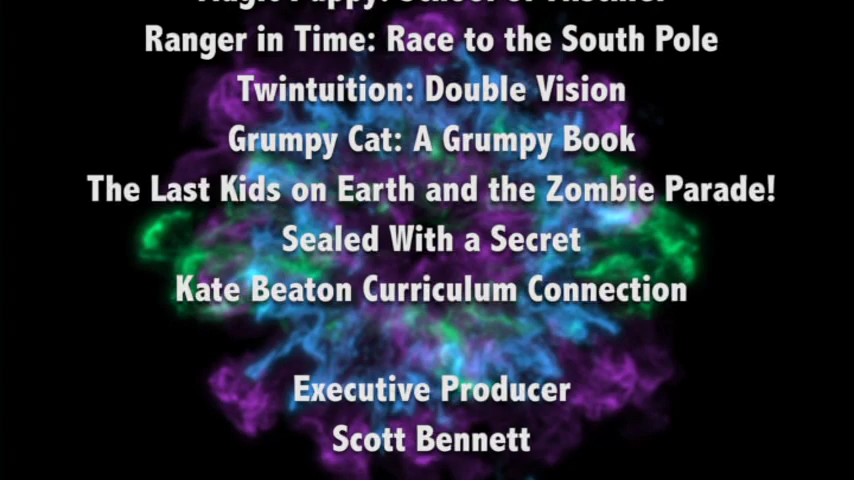 Ranger in Time: Race to the South Pole
Twintuition: Double Vision
Grumpy Cat: A Grumpy Book
The Last Kids on Earth and the Zombie Parade!
Sealed With a Secret
Kate Beaton Curriculum Connection
Executive Producer
Scott Bennett